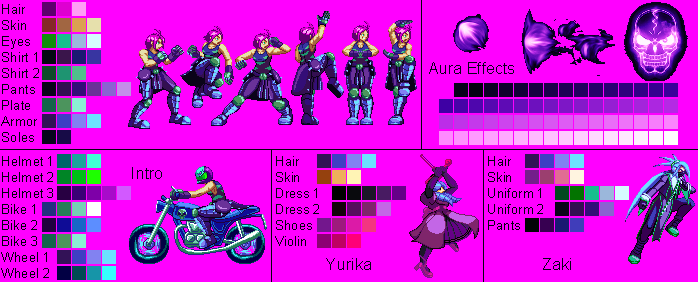 Hair
Skin
Eyes
Shirt 1
Shirt 2
Pants
Plate
Armor
Soles
Aura Effects
Helmet 1
Helmet 2
Helmet 3
Bike 1
Bike 2
Bike 3
Wheel 1
Wheel 2
Intro
Hair
Skin
Dress 1
Dress 2
Shoes
Violin
Yurika
Hair
Skin
Uniform 1
Uniform 2
Pants
Zaki